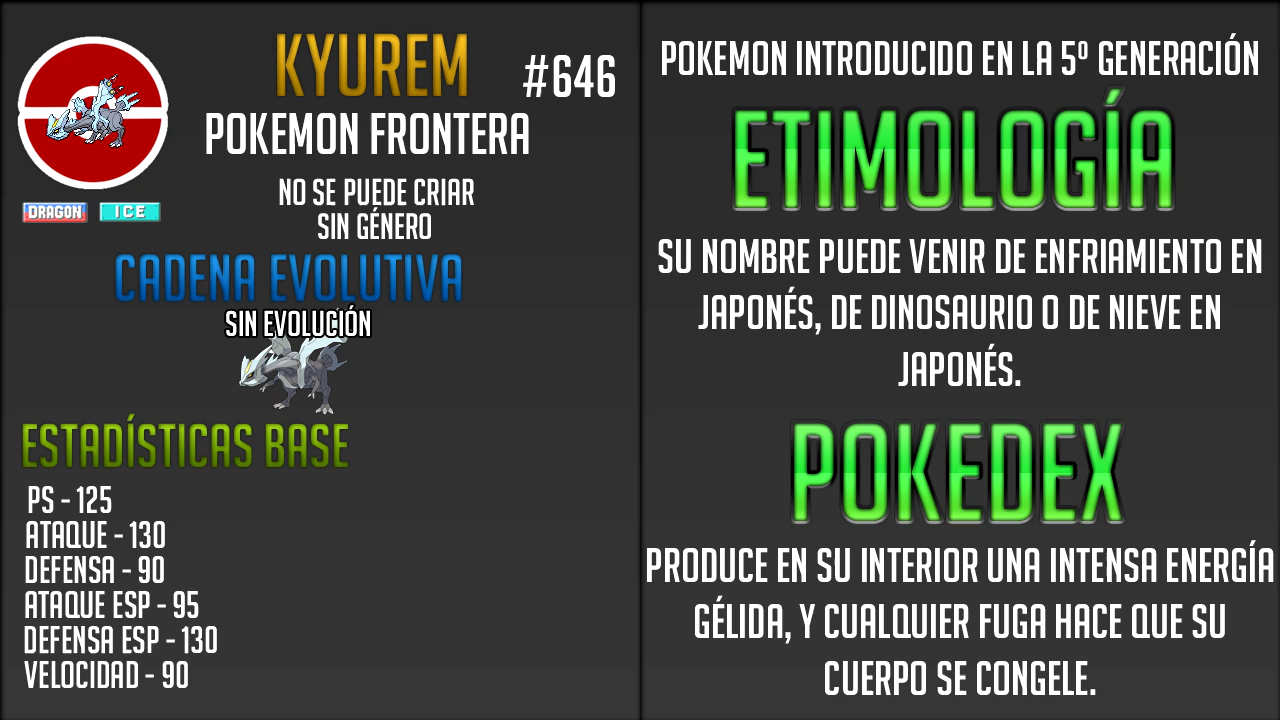 KYUREM
#646
POKEMON FRONTERA
DRAGON ICE
NO SE PUEDE CRIAR
SIN GÉNERO
CADENA EVOLUTIVA
SIN EVOLUCIÓN
ESTADÍSTICAS BASE
PS - 125
ATAQUE - 130
DEFENSA - 90
ATAQUE ESP - 95
DEFENSA ESP - 130
VELOCIDAD - 90
POKEMON INTRODUCIDO EN LA 5º GENERACIÓN
ETIMOLOGÍA
SU NOMBRE PUEDE VENIR DE ENFRIAMIENTO EN
JAPONÉS, DE DINOSAURIO O DE NIEVE EN
JAPONÉS.
POKEDEX
PRODUCE EN SU INTERIOR UNA INTENSA ENERGÍA
GÉLIDA, Y CUALQUIER FUGA HACE QUE SU
CUERPO SE CONGELE.